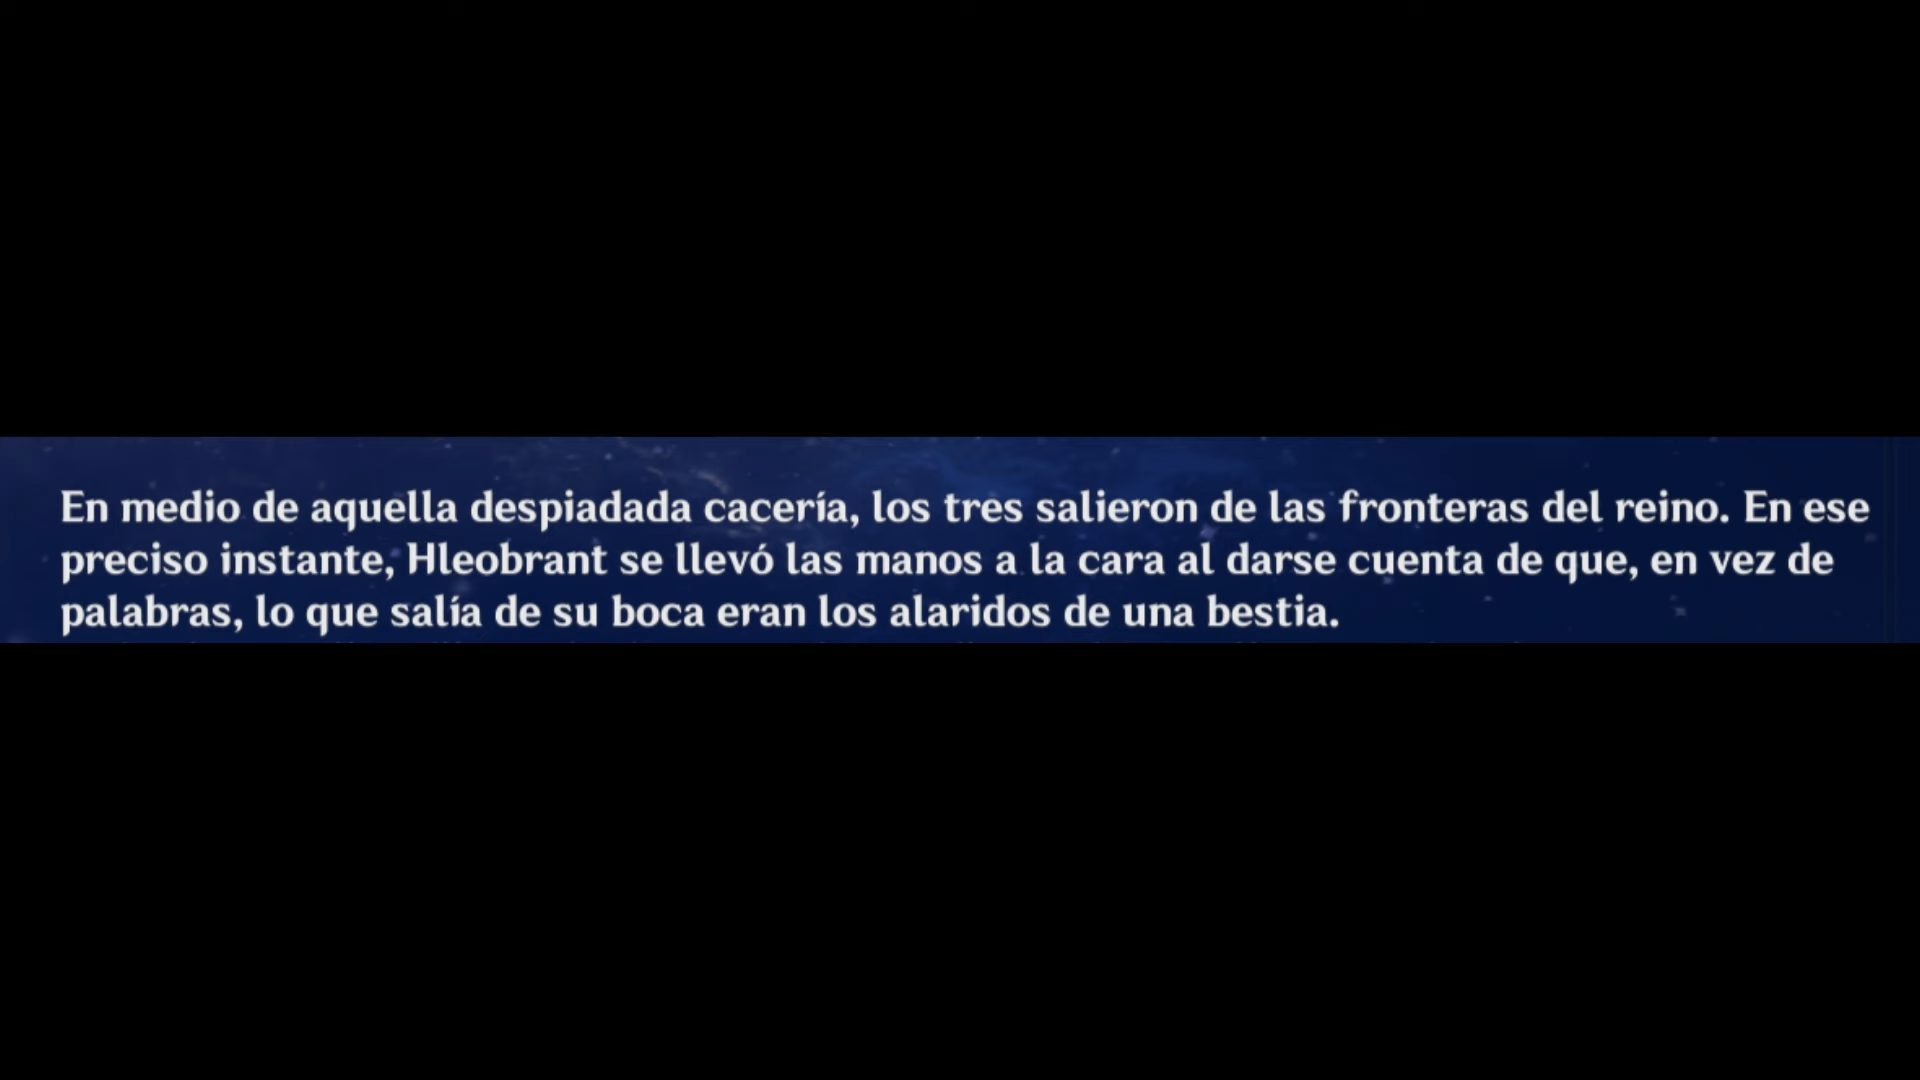 En medio de aquella despiadada cacería, los tres salieron de las fronteras del reino. En ese
preciso instante, Hleobrant se llevó las manos a la cara al darse cuenta de que, en vez de
palabras, lo que salía de su boca eran los alaridos de una bestia.